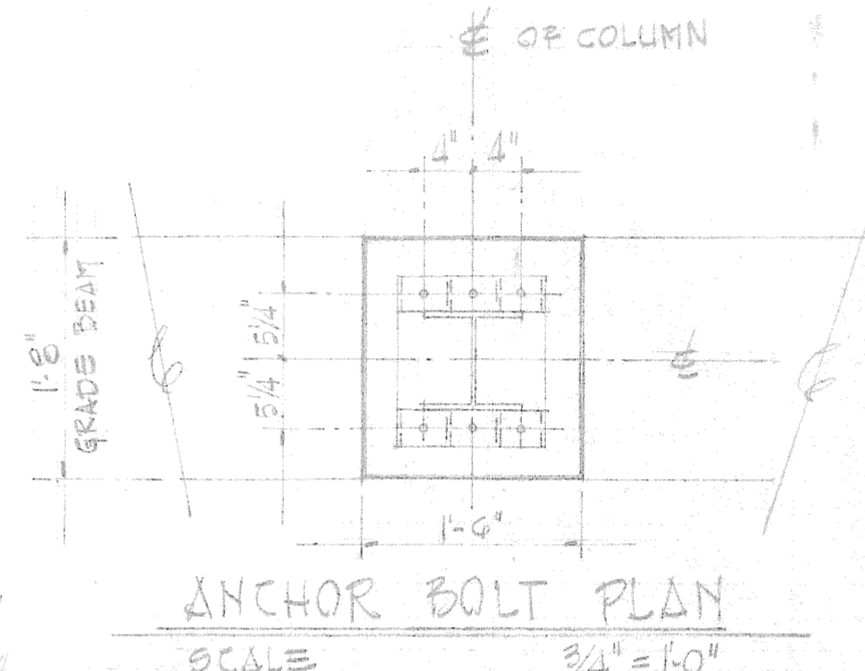 ℄ OF COLUMN
4" 4"
1'-8"
GRADE BEAM
5¼" 5¼"
℄
℄
℄
1'-6"
ANCHOR BOLT PLAN
SCALE 3/4" = 1'-0"